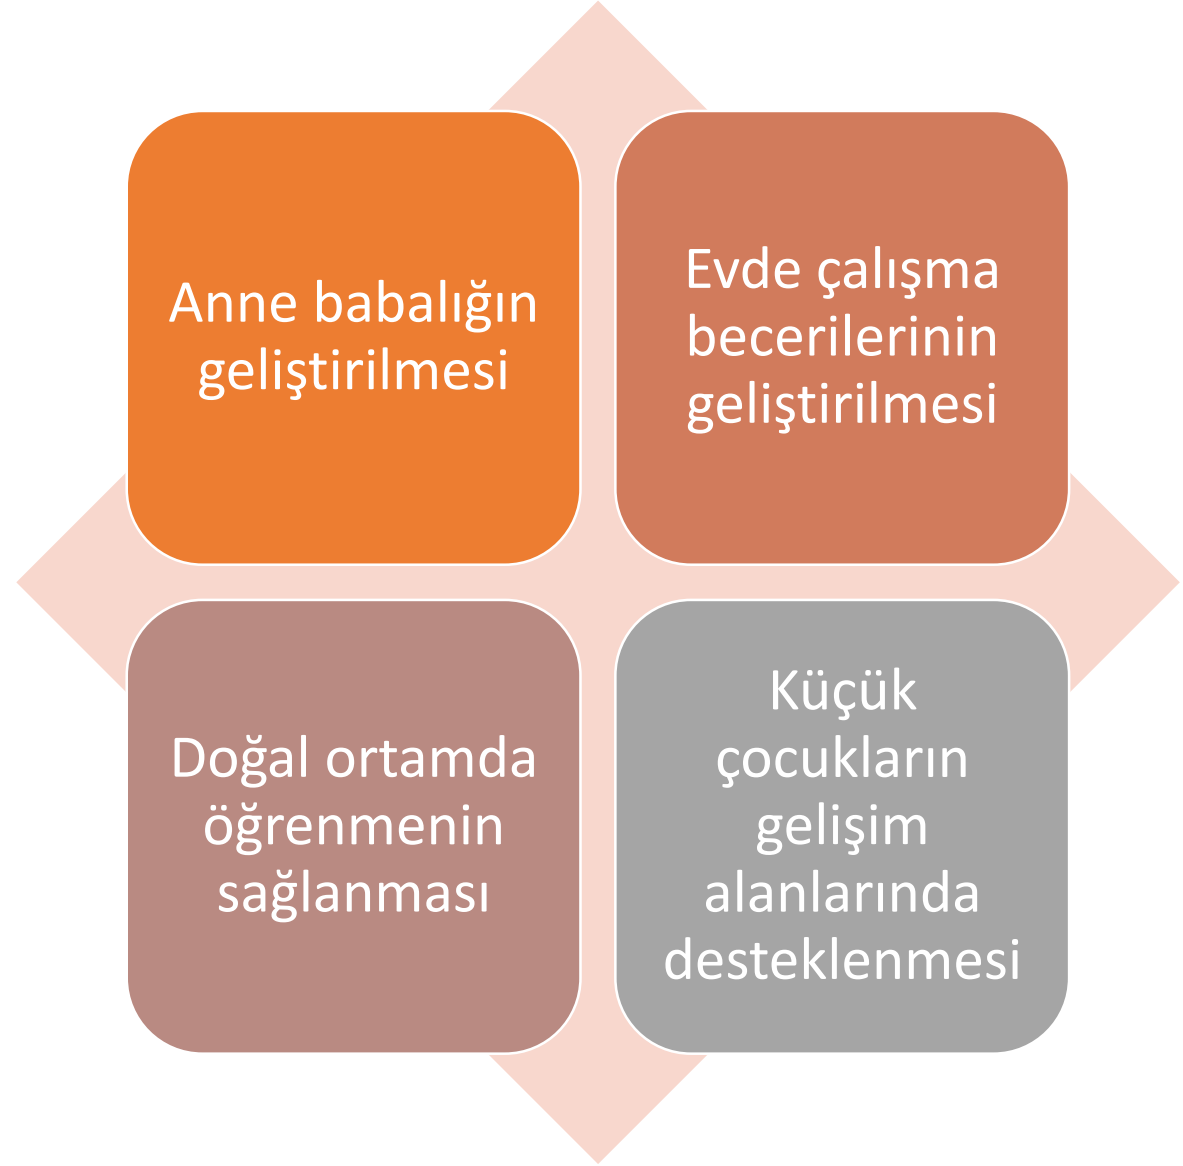 Anne babalığın
geliştirilmesi
Evde çalışma
becerilerinin
geliştirilmesi
Doğal ortamda
öğrenmenin
sağlanması
Küçük
çocukların
gelişim
alanlarında
desteklenmesi